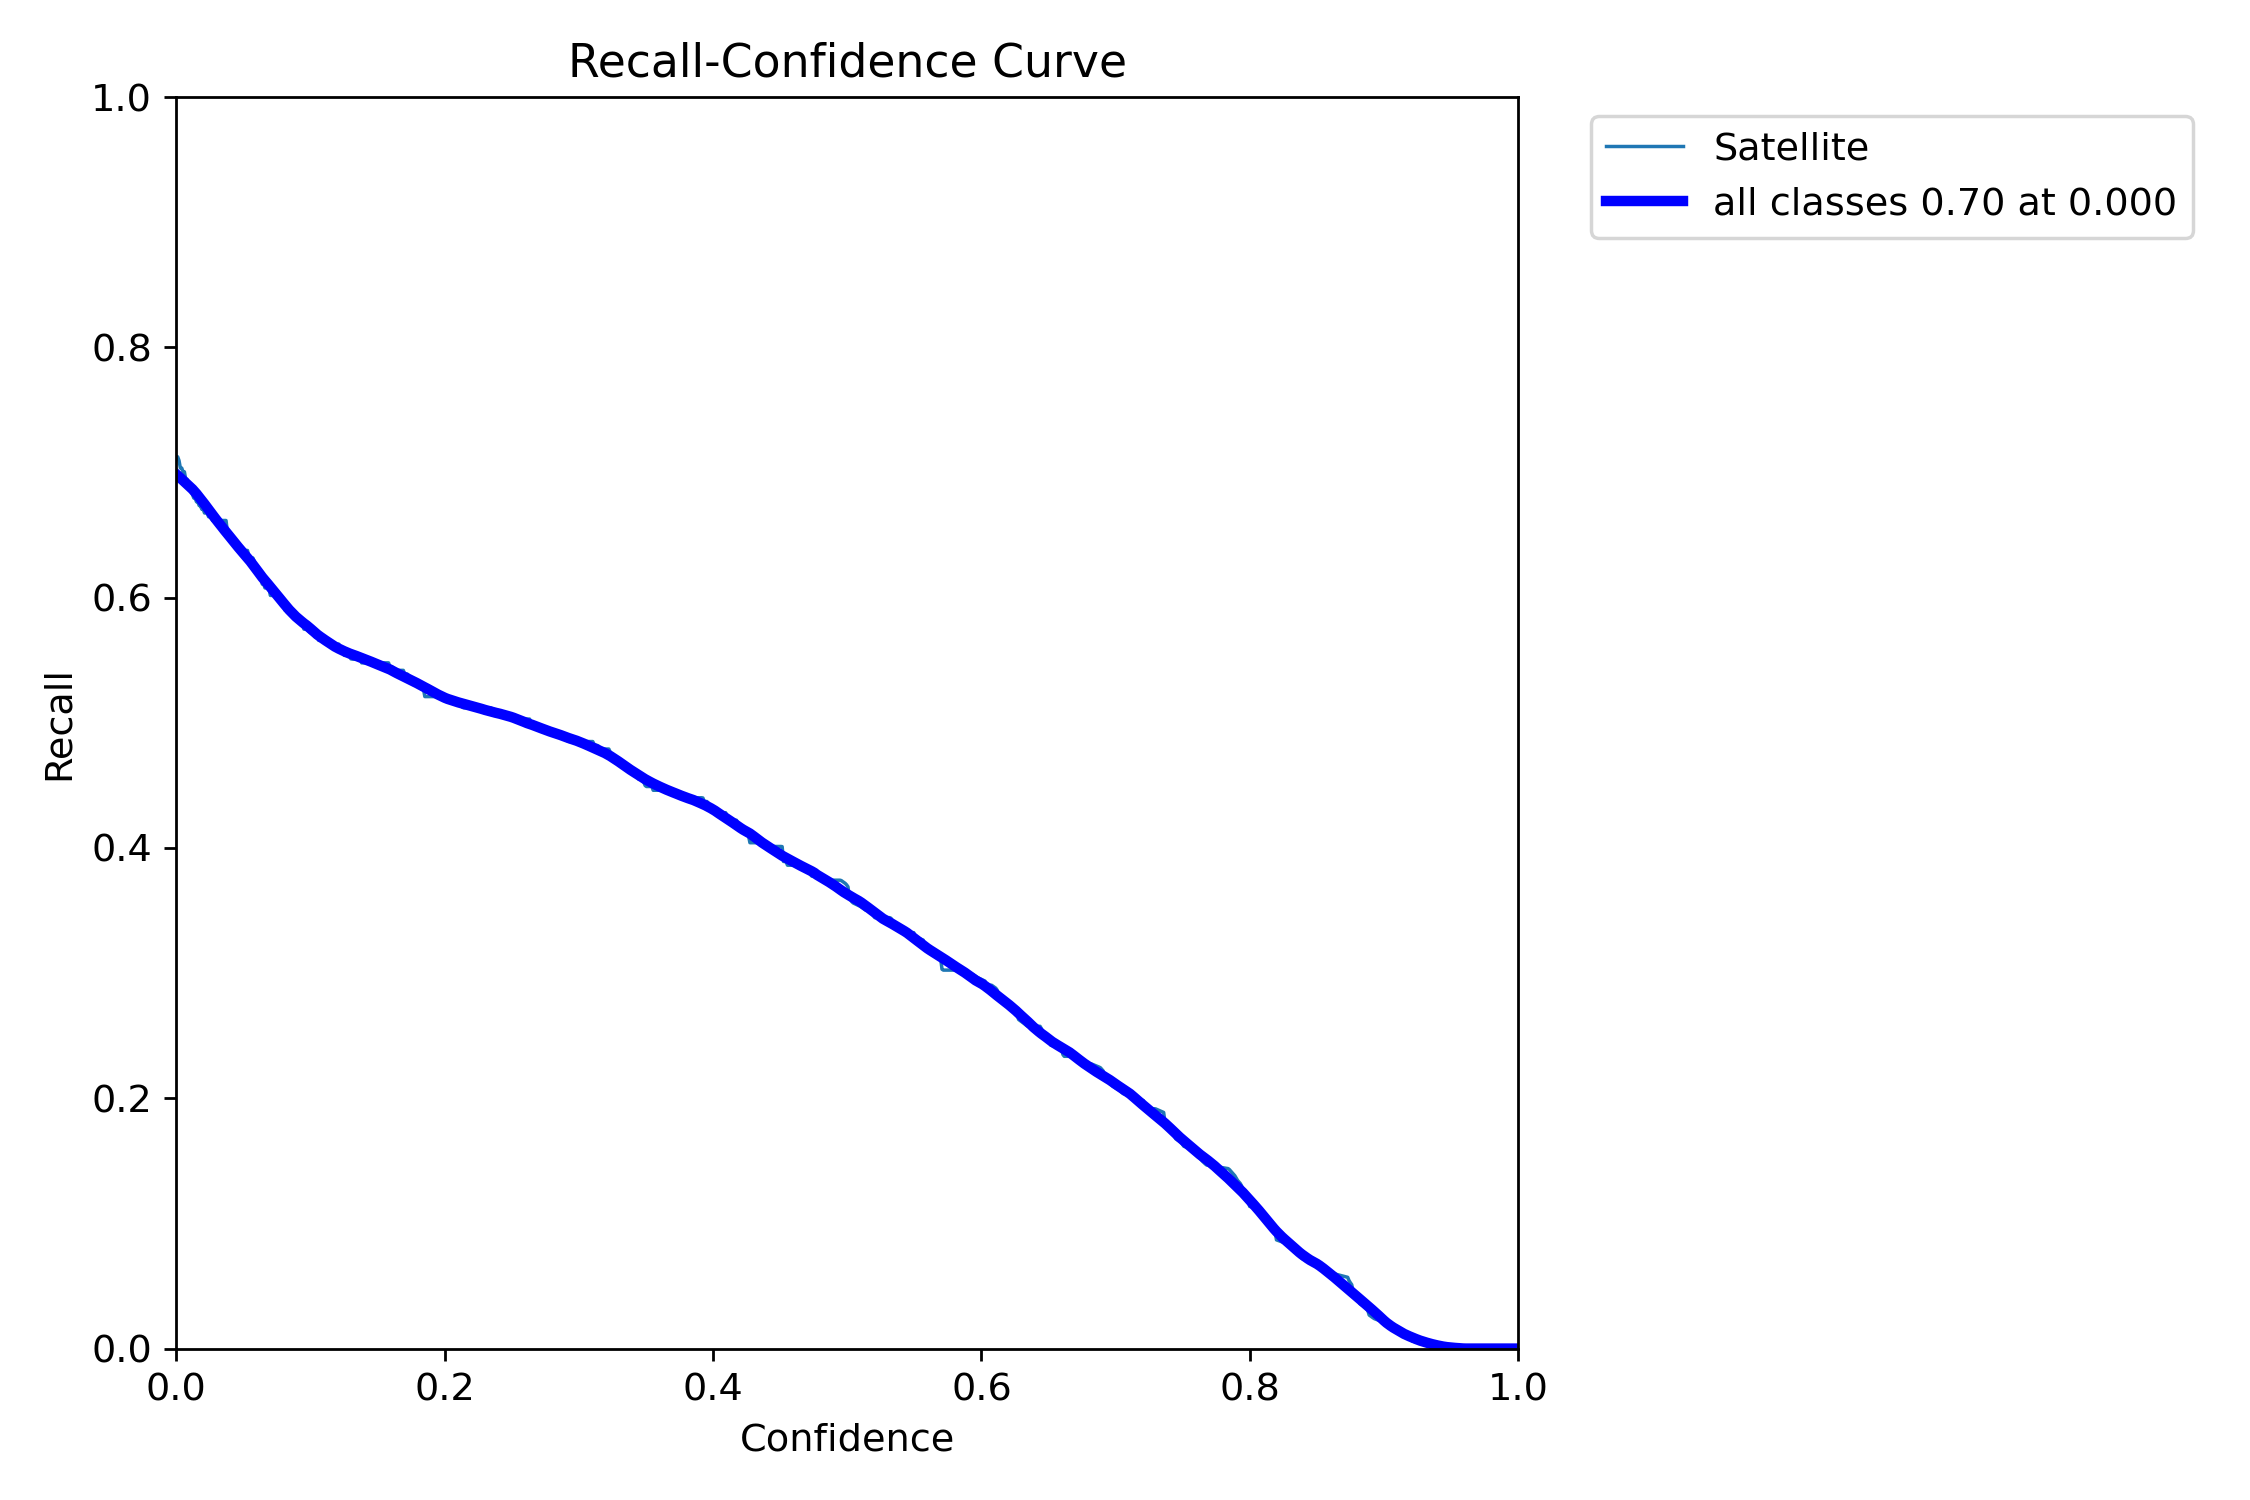 Recall-Confidence Curve
1.0
0.8
0.6
0.4
0.2
0.0
Recall
0.0 0.2 0.4 0.6 0.8 1.0
Confidence
Satellite
all classes 0.70 at 0.000